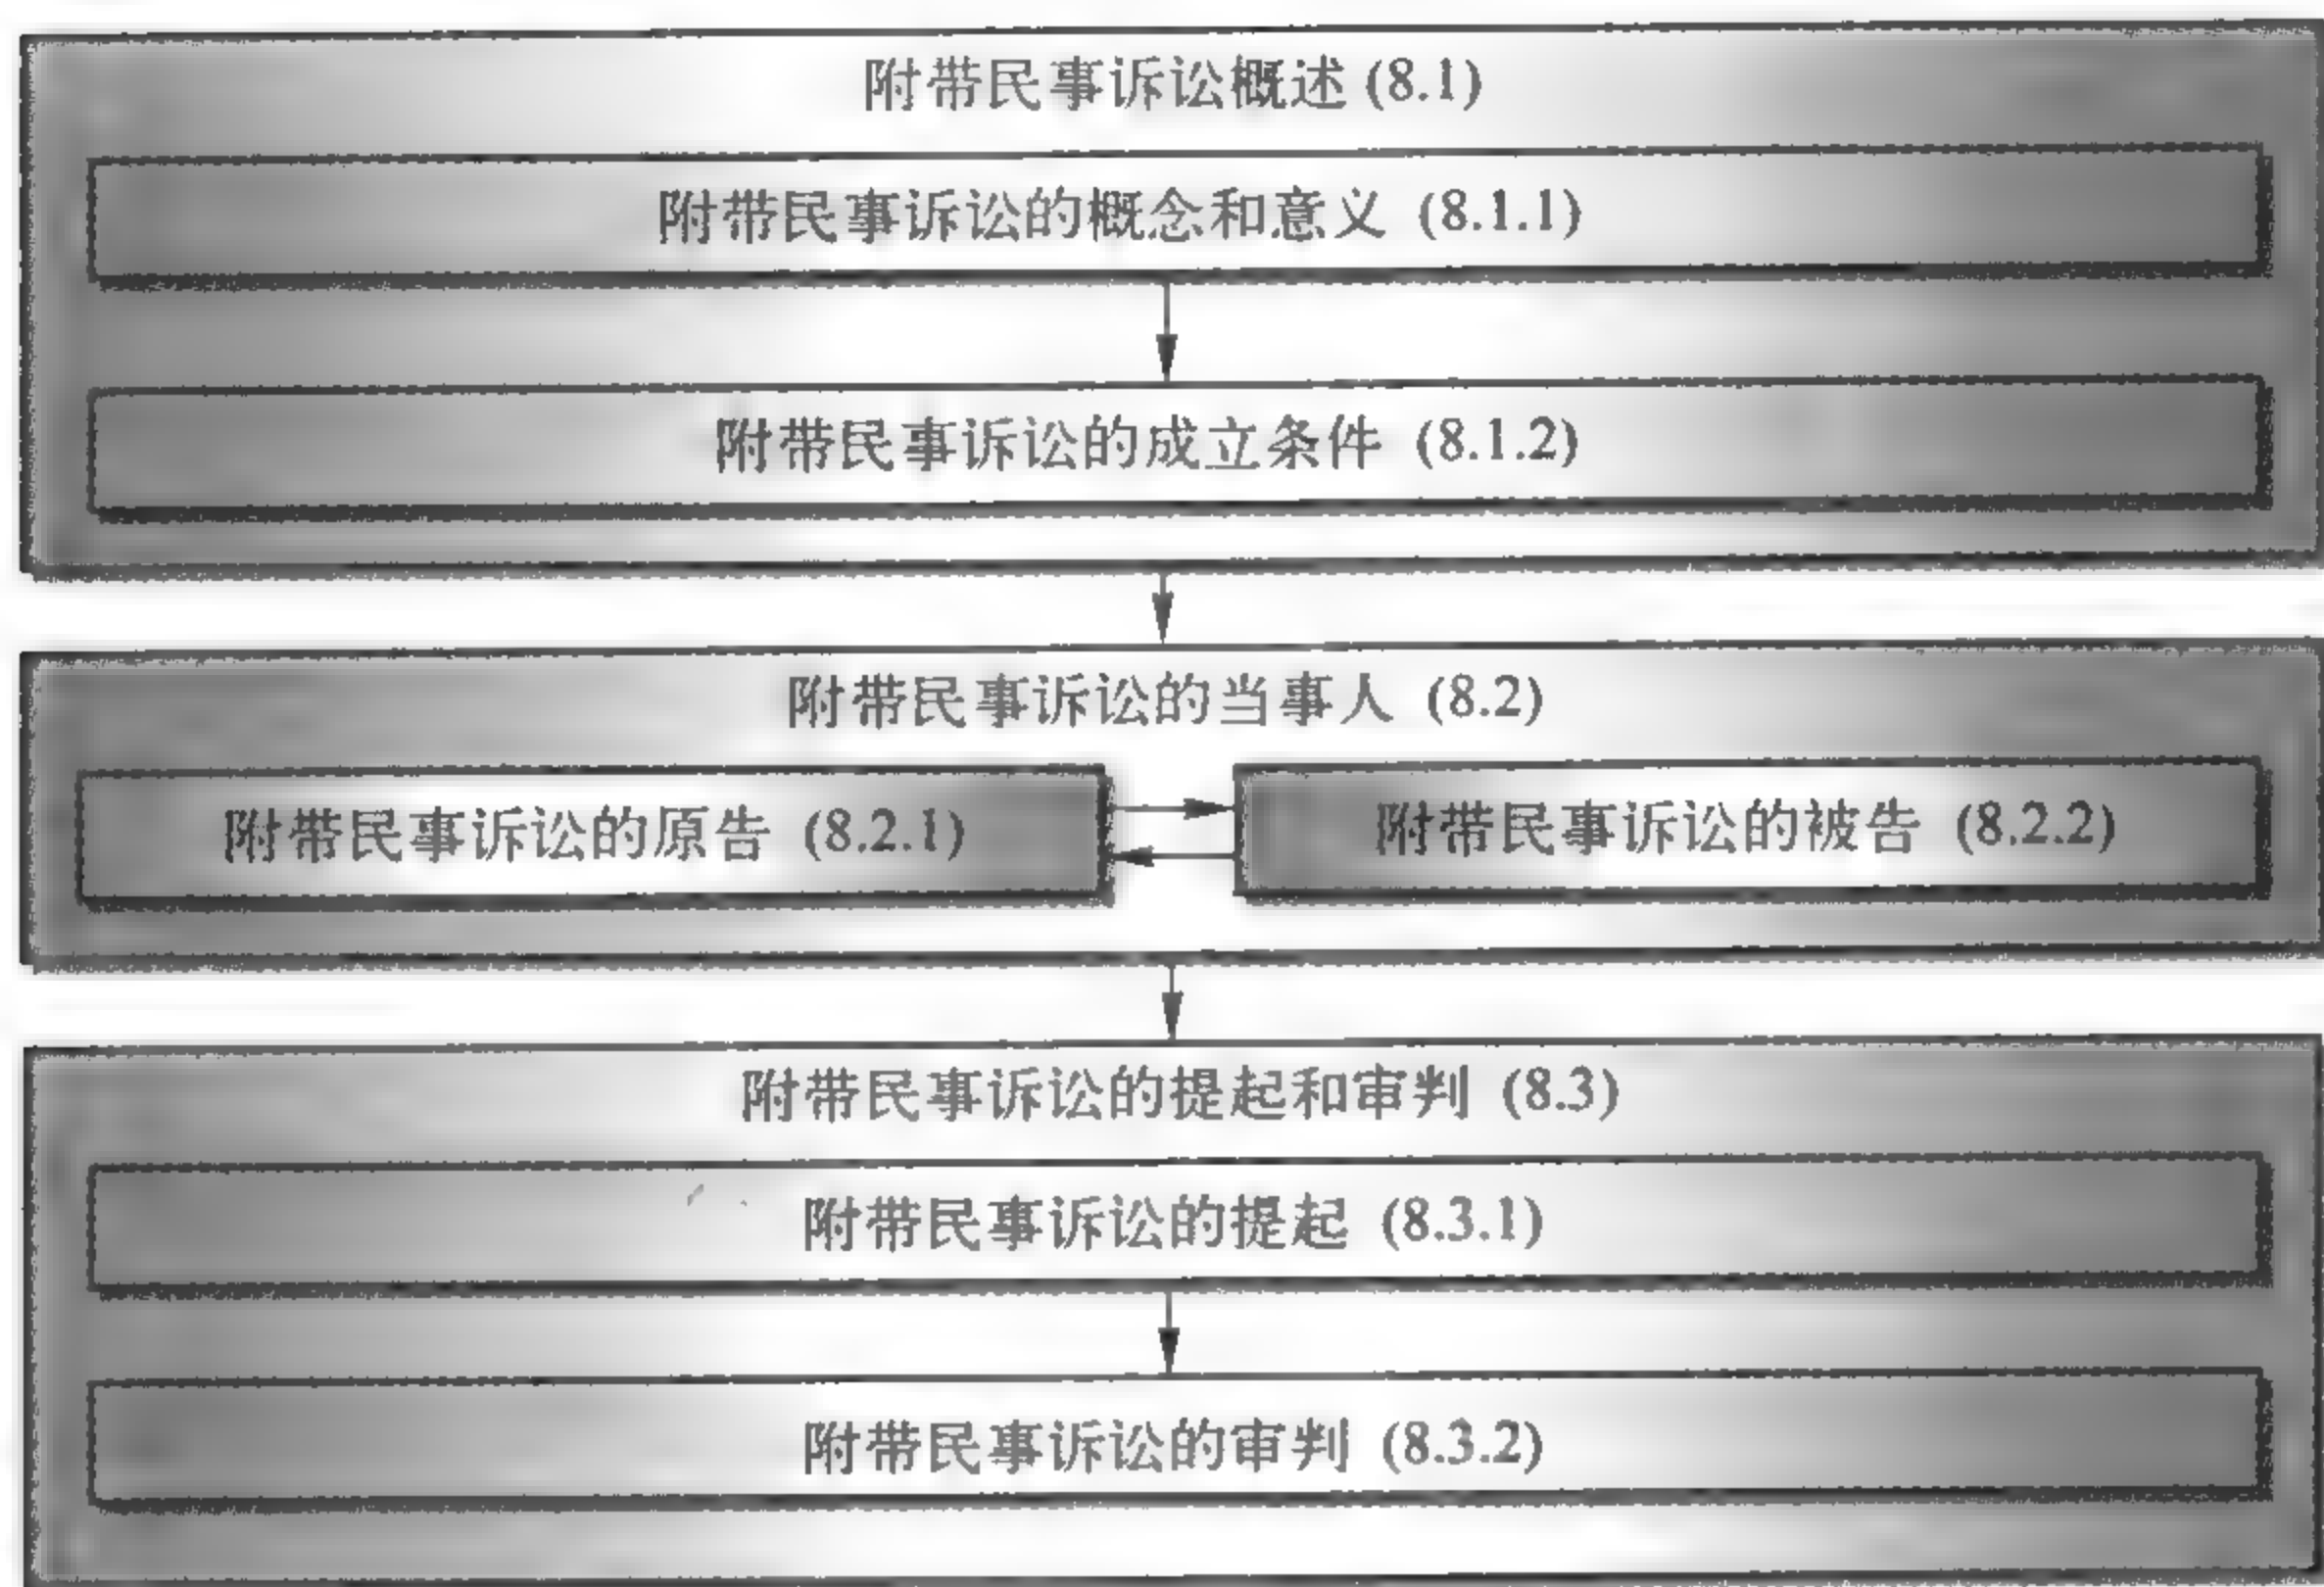 附带民事诉讼概述 (8.1)
附带民事诉讼的概念和意义 (8.1.1)
附带民事诉讼的成立条件 (8.1.2)
附带民事诉讼的当事人 (8.2)
附带民事诉讼的原告 (8.2.1)
附带民事诉讼的被告 (8.2.2)
附带民事诉讼的提起和审判 (8.3)
附带民事诉讼的提起 (8.3.1)
附带民事诉讼的审判 (8.3.2)